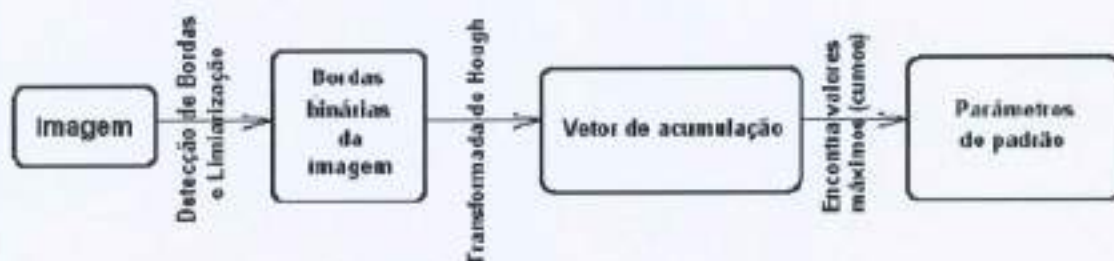 Imagem
Detecção de Bordas
e Limiarização
Bordas
binárias
da
imagem
Transformada de Hough
Vetor de acumulação
Encontra valores
máximos (cumes)
Parâmetros
do padrão